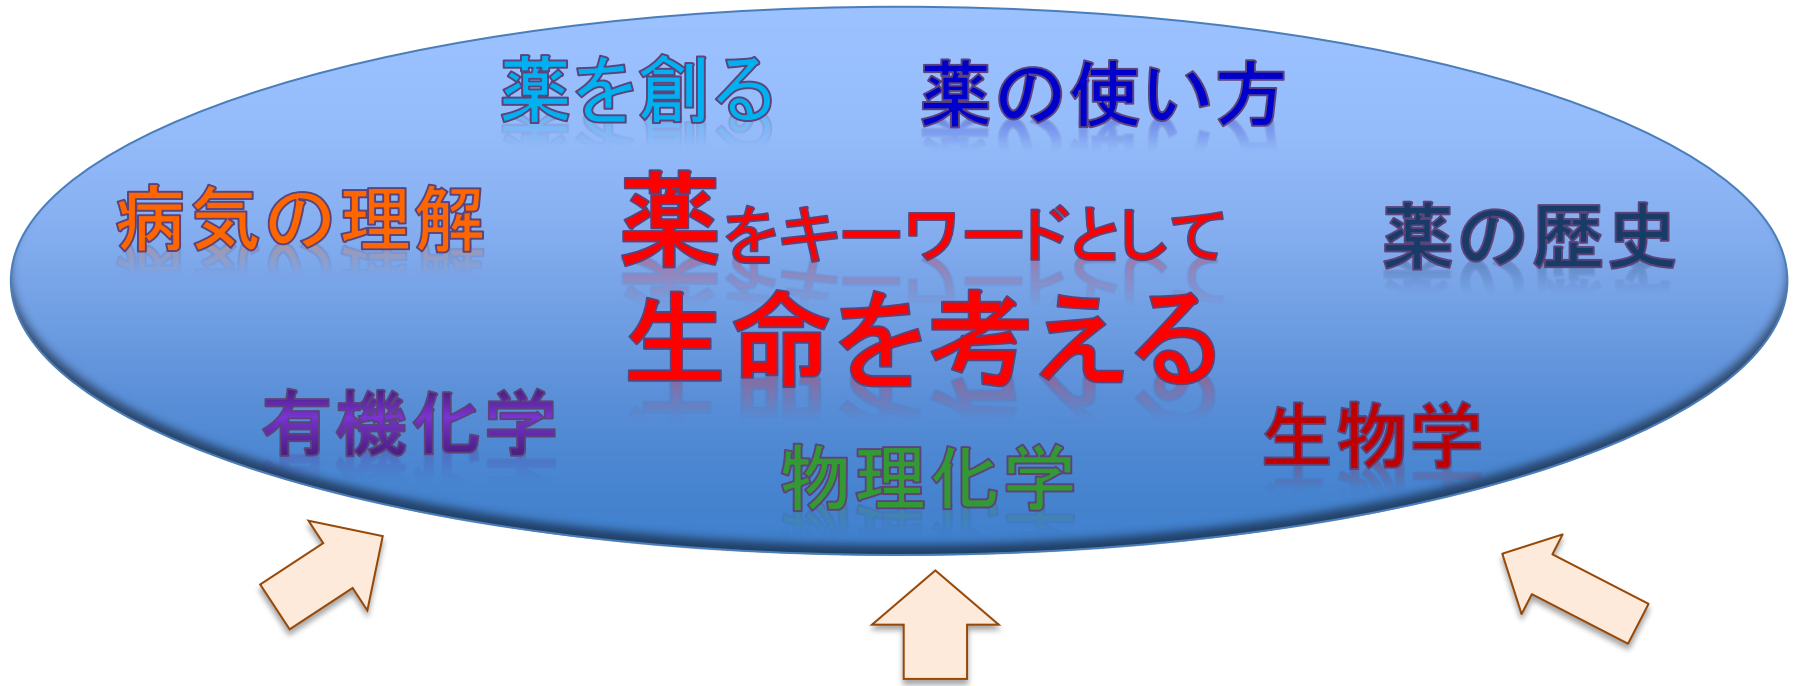 薬を創る
薬の使い方
病気の理解
薬をキーワードとして
生命を考える
薬の歴史
有機化学
物理化学
生物学